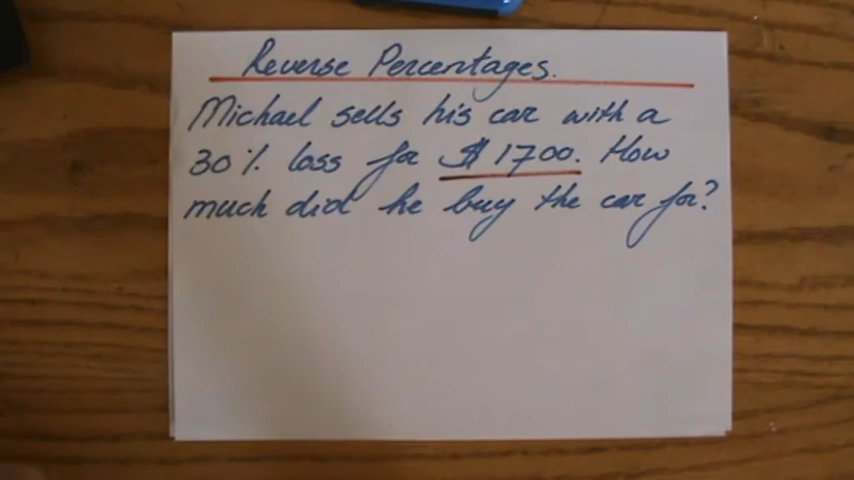 Reverse Percentages.
Michael sells his car with a
30% loss for $1700. How
much did he buy the car for?